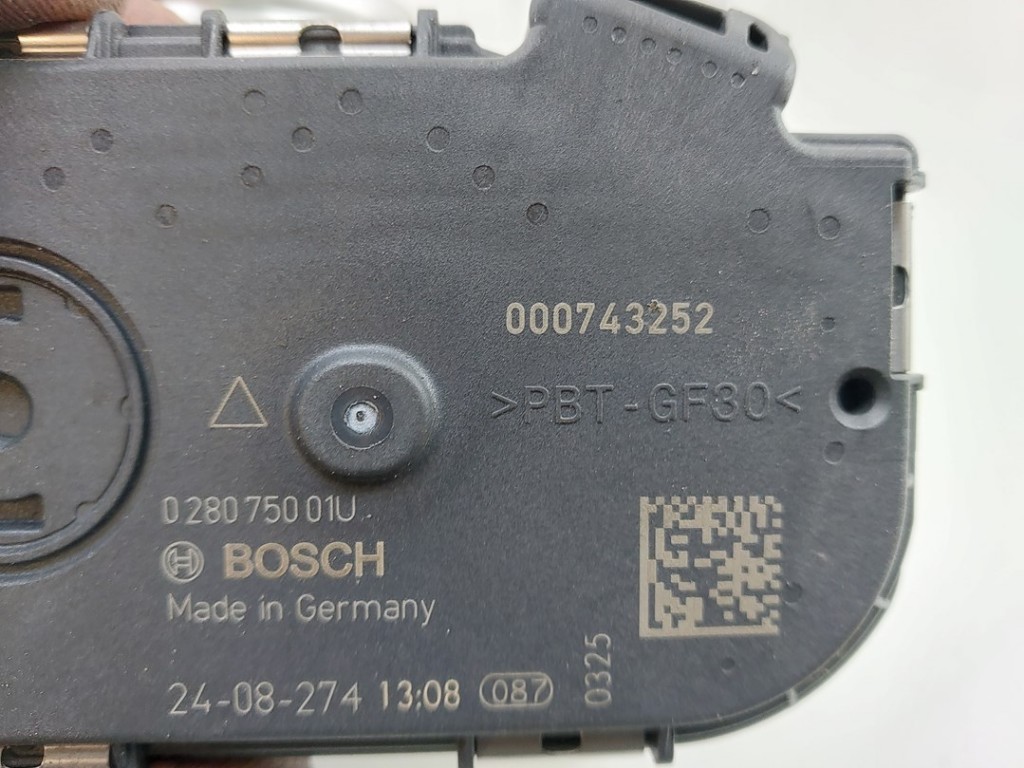 000743252
>PBT-GF30<
0 280 750 01U
BOSCH
Made in Germany
24-08-274 13:08 087
0325